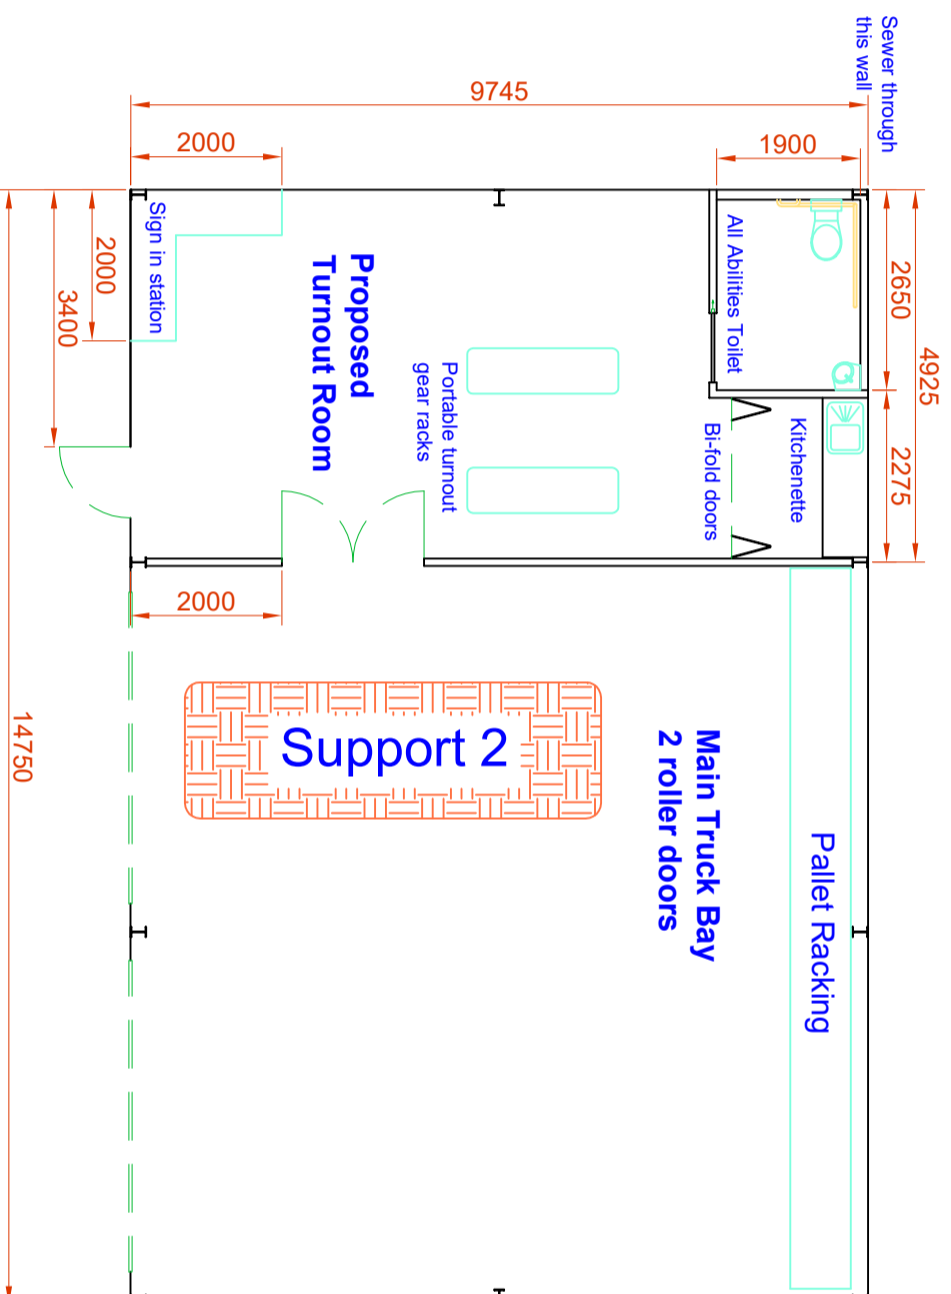 Sewer through
this wall
9745
2000
1900
2650
4925
2275
2000
3400
14750
Sign in station
Proposed
Turnout Room
All Abilities Toilet
Portable turnout
gear racks
Bi-fold doors
Kitchenette
2000
Support 2
Main Truck Bay
2 roller doors
Pallet Racking